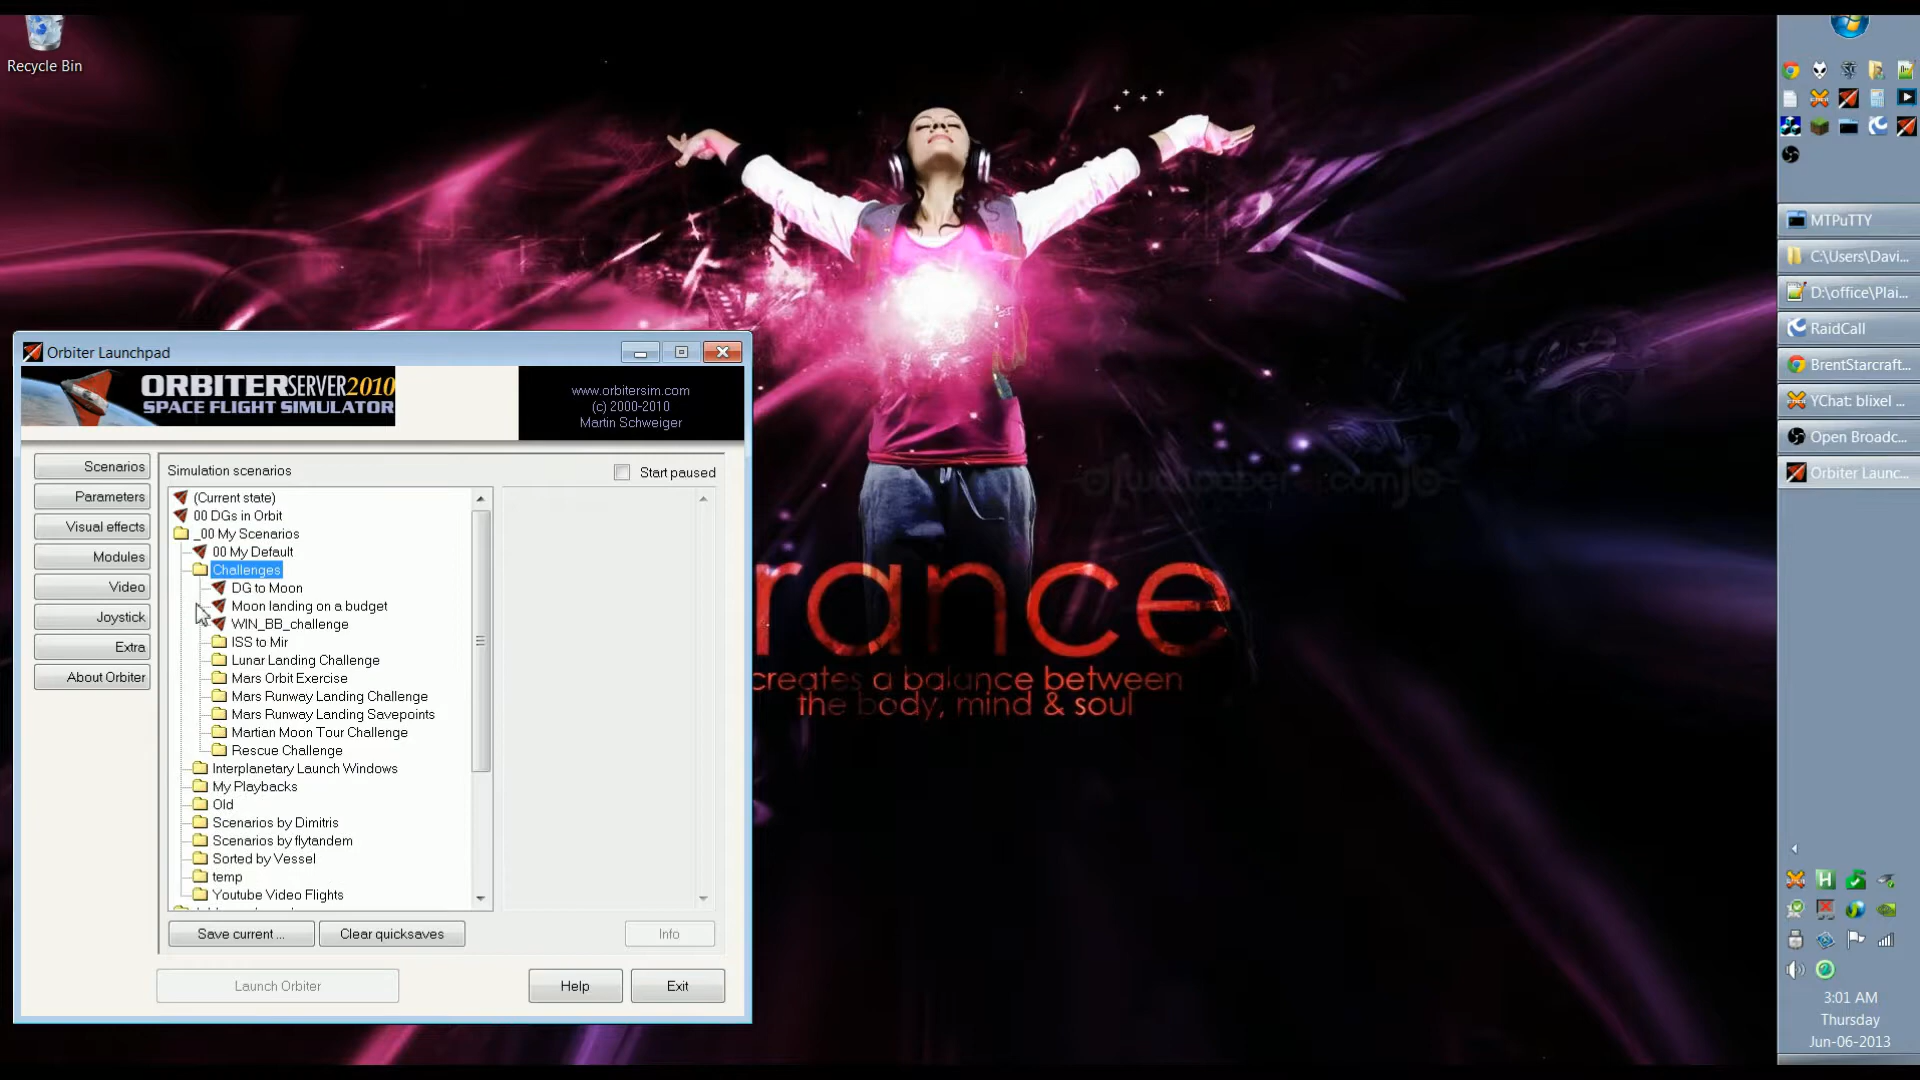 Recycle Bin
Orbiter Launchpad
ORBITERSERVER2010
SPACE FLIGHT SIMULATOR
www.orbitersim.com
(c) 2000-2010
Martin Schweiger
Scenarios
Parameters
Visual effects
Modules
Video
Joystick
Extra
About Orbiter
Simulation scenarios
Start paused
(Current state)
00 DGs in Orbit
_00 My Scenarios
00 My Default
Challenges
DG to Moon
Moon landing on a budget
WIN_BB_challenge
ISS to Mir
Lunar Landing Challenge
Mars Orbit Exercise
Mars Runway Landing Challenge
Mars Runway Landing Savepoints
Martian Moon Tour Challenge
Rescue Challenge
Interplanetary Launch Windows
My Playbacks
Old
Scenarios by Dimitris
Scenarios by flytandem
Sorted by Vessel
temp
Youtube Video Flights
Save current ...
Clear quicksaves
Info
Launch Orbiter
Help
Exit
rance
creates a balance between
the body, mind & soul
MTPuTTY
C:\Users\Davi...
D:\office\Plai...
RaidCall
BrentStarcraft...
YChat: blixel ...
Open Broadc...
Orbiter Launc...
3:01 AM
Thursday
Jun-06-2013